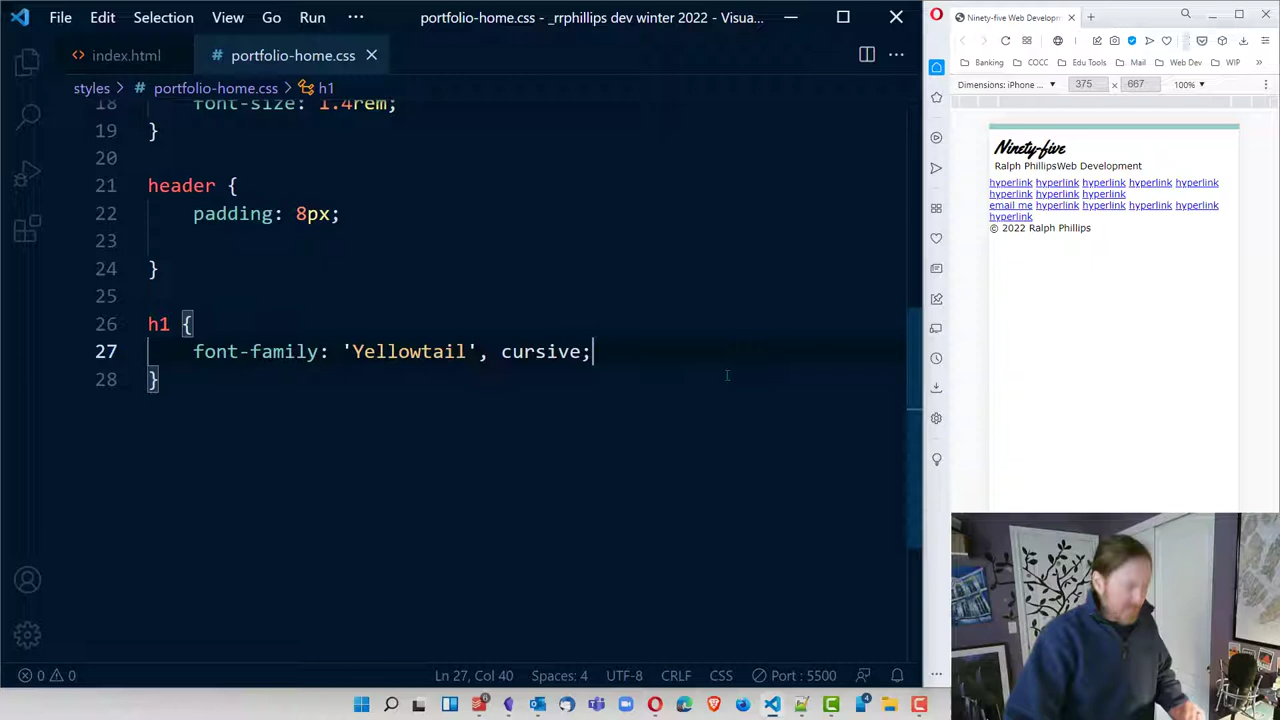 File Edit Selection View Go Run ···
portfolio-home.css - _rrphillips dev winter 2022 - Visua...
index.html
# portfolio-home.css
styles > # portfolio-home.css > h1
18 font-size: 1.4rem;
19 }
20
21 header {
22 padding: 8px;
23
24 }
25
26 h1 {
27 font-family: 'Yellowtail', cursive;
28 }
0 0
Ln 27, Col 40 Spaces: 4 UTF-8 CRLF CSS Port : 5500
Ninety-five Web Developm
Banking COCC Edu Tools Mail Web Dev WIP »
Dimensions: iPhone ... 375 × 667 100%
Ninety-five
Ralph PhillipsWeb Development
hyperlink hyperlink hyperlink hyperlink hyperlink
hyperlink hyperlink hyperlink
email me hyperlink hyperlink hyperlink hyperlink
hyperlink
© 2022 Ralph Phillips